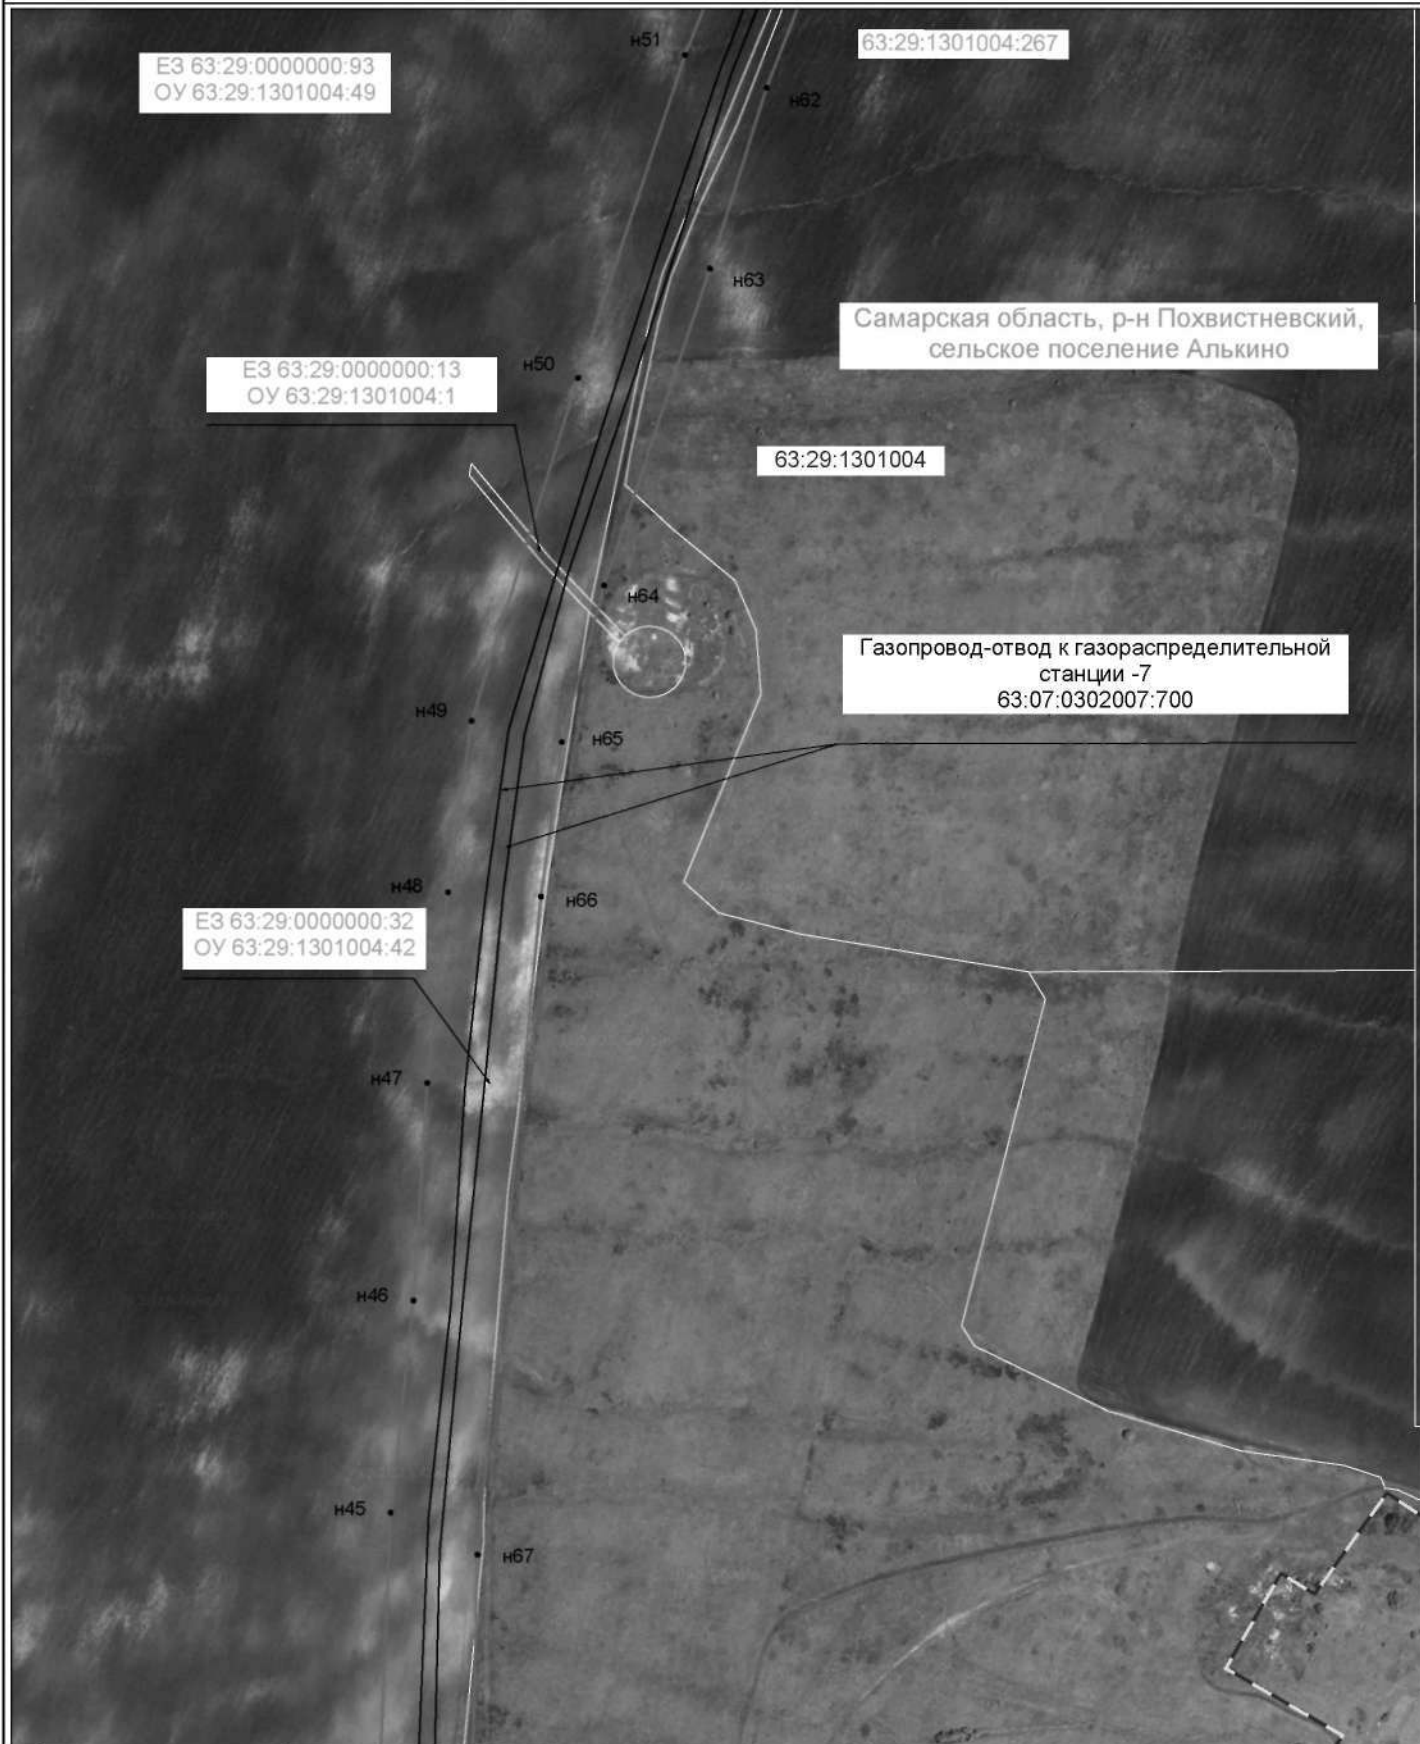 н51
63:29:1301004:267
ЕЗ 63:29:0000000:93
ОУ 63:29:1301004:49
н62
н63
Самарская область, р-н Похвистневский,
сельское поселение Алькино
н50
ЕЗ 63:29:0000000:13
ОУ 63:29:1301004:1
63:29:1301004
н64
Газопровод-отвод к газораспределительной
станции -7
63:07:0302007:700
н49
н65
н48
н66
ЕЗ 63:29:0000000:32
ОУ 63:29:1301004:42
н47
н46
н45
н67